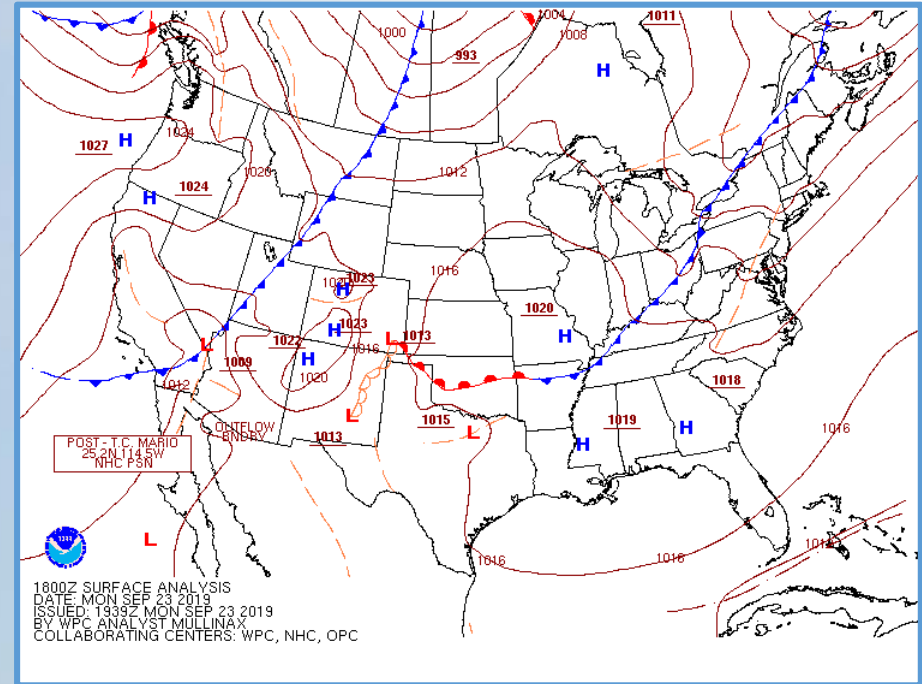 1004
1011
1000
1008
993
H
1024
1027
H
1020
1024
1012
H
1016
1023
H
1020
1023
H
1022
1016
L
1013
H
H
L
1009
1020
1012
1018
L
1015
1019
H
L
H
1016
OUTFLOW
BNDRY
1013
POST - T.C. MARIO
25.2N 114.5W
NHC PSN
L
1016
1016
1800Z SURFACE ANALYSIS
DATE: MON SEP 23 2019
ISSUED: 1939Z MON SEP 23 2019
BY WPC ANALYST MULLINAX
COLLABORATING CENTERS: WPC, NHC, OPC